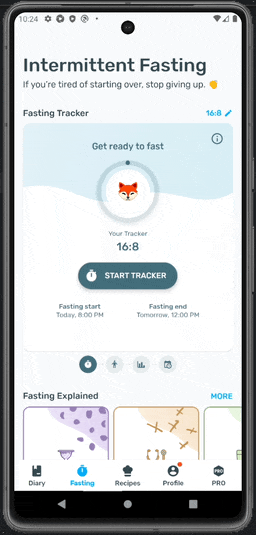 10:24
Intermittent Fasting
If you're tired of starting over, stop giving up. 👏
Fasting Tracker
16:8
Get ready to fast
Your Tracker
16:8
START TRACKER
Fasting start
Today, 8:00 PM
Fasting end
Tomorrow, 12:00 PM
Fasting Explained
MORE
Diary
Fasting
Recipes
Profile
PRO
PRO